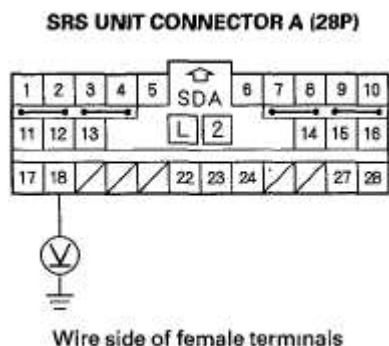 SRS UNIT CONNECTOR A (28P)
1 2 3 4 5 6 7 8 9 10
SDA
11 12 13 L 2 14 15 16
17 18 22 23 24 27 28
V
Wire side of female terminals